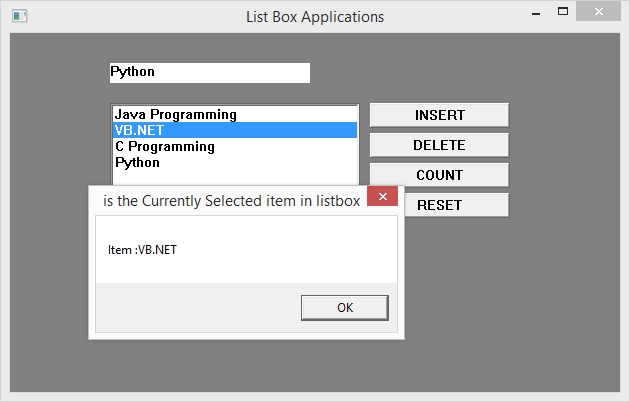 List Box Applications
Python
Java Programming
VB.NET
C Programming
Python
INSERT
DELETE
COUNT
RESET
is the Currently Selected item in listbox
Item :VB.NET
OK